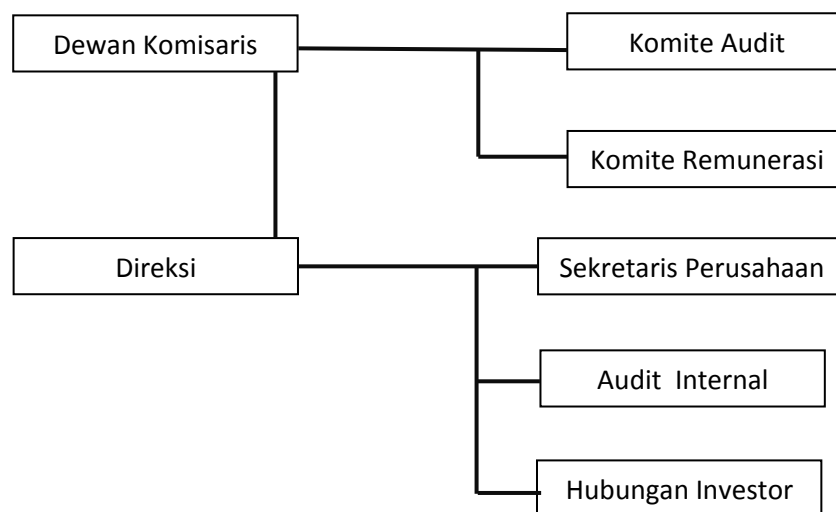 Dewan Komisaris
Komite Audit
Komite Remunerasi
Direksi
Sekretaris Perusahaan
Audit Internal
Hubungan Investor